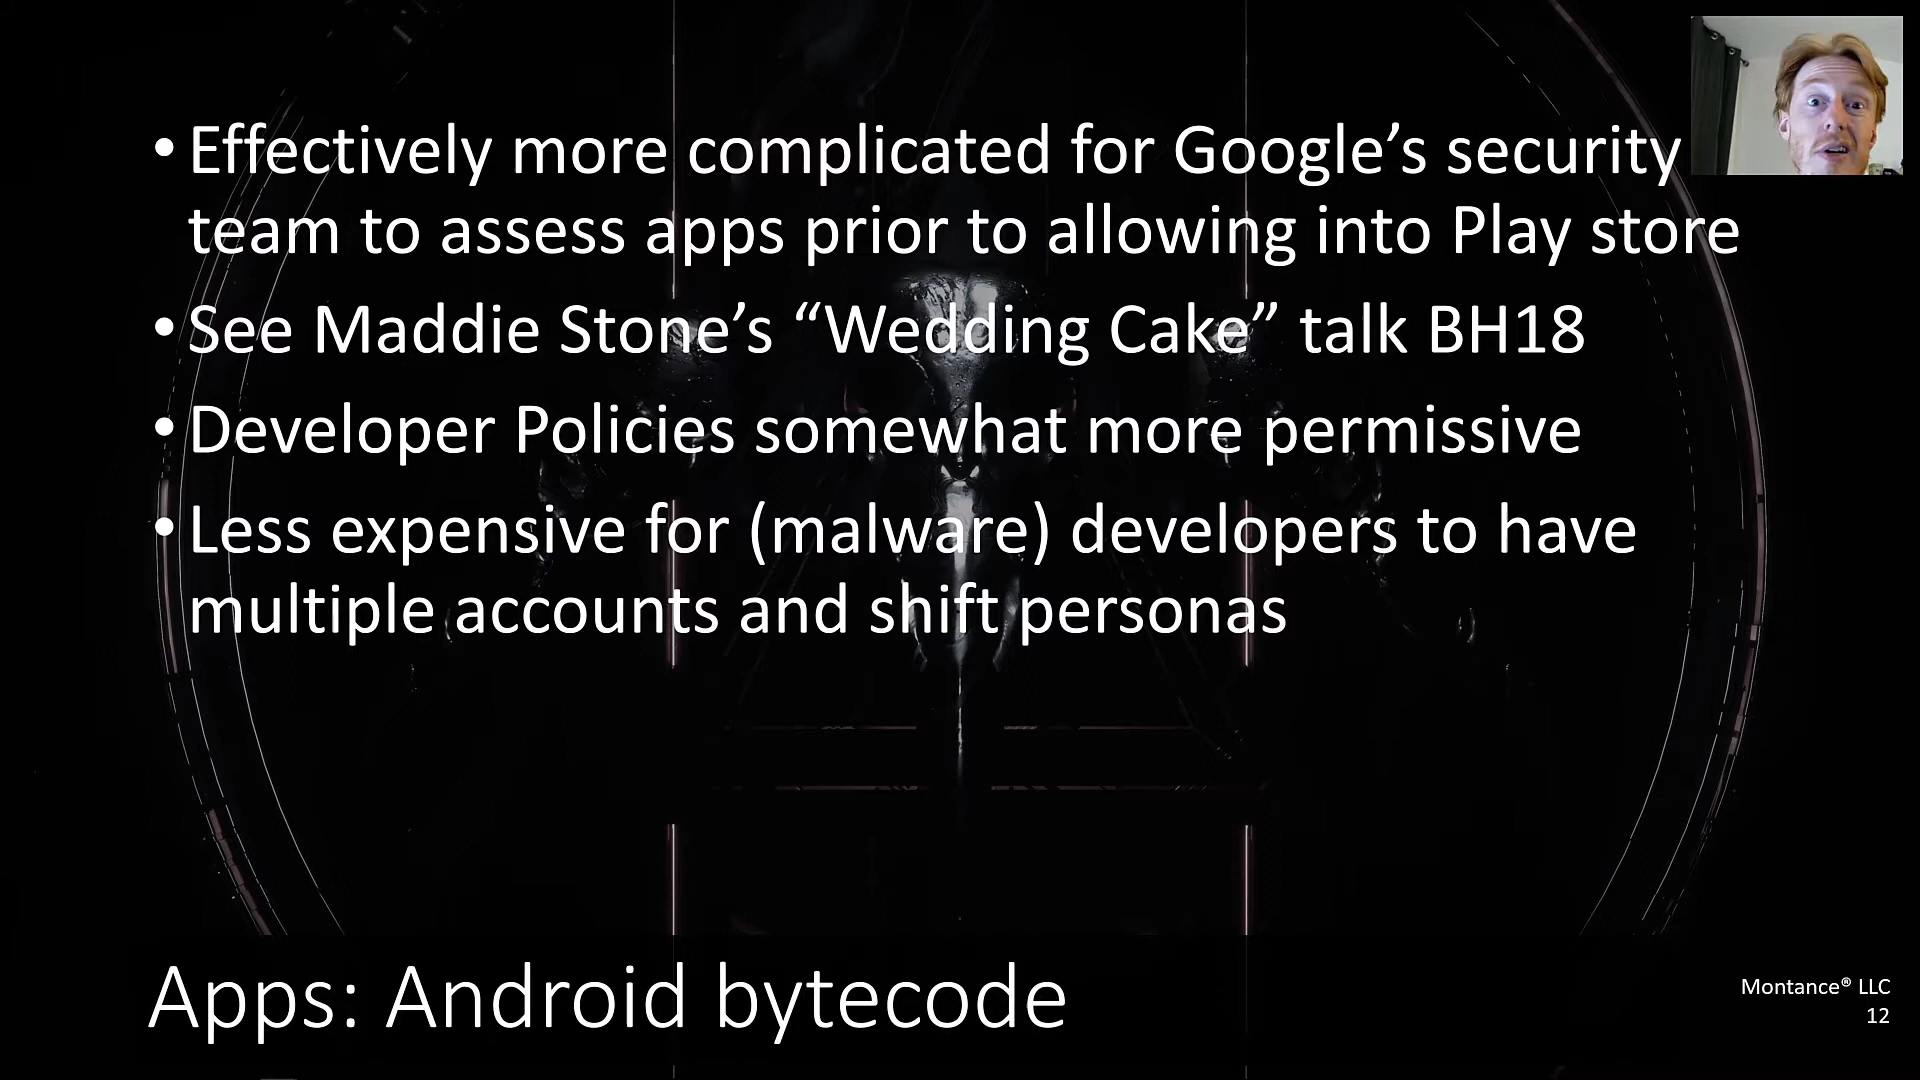 • Effectively more complicated for Google’s security
team to assess apps prior to allowing into Play store
• See Maddie Stone’s “Wedding Cake” talk BH18
• Developer Policies somewhat more permissive
• Less expensive for (malware) developers to have
multiple accounts and shift personas
Apps: Android bytecode
Montance® LLC
12